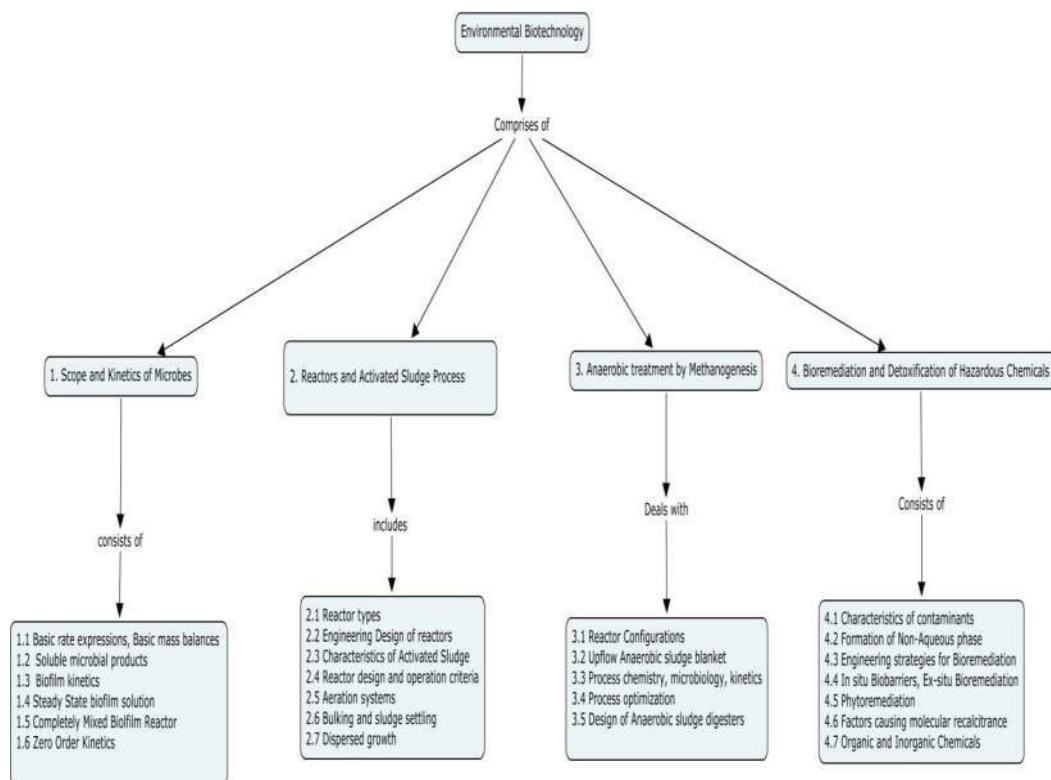 Environmental Biotechnology
Comprises of
1. Scope and Kinetics of Microbes
2. Reactors and Activated Sludge Process
3. Anaerobic treatment by Methanogenesis
4. Bioremediation and Detoxification of Hazardous Chemicals
consists of
includes
Deals with
Consists of
1.1 Basic rate expressions, Basic mass balances
1.2 Soluble microbial products
1.3 Biofilm kinetics
1.4 Steady State biofilm solution
1.5 Completely Mixed Biofilm Reactor
1.6 Zero Order Kinetics
2.1 Reactor types
2.2 Engineering Design of reactors
2.3 Characteristics of Activated Sludge
2.4 Reactor design and operation criteria
2.5 Aeration systems
2.6 Bulking and sludge settling
2.7 Dispersed growth
3.1 Reactor Configurations
3.2 Upflow Anaerobic sludge blanket
3.3 Process chemistry, microbiology, kinetics
3.4 Process optimization
3.5 Design of Anaerobic sludge digesters
4.1 Characteristics of contaminants
4.2 Formation of Non-Aqueous phase
4.3 Engineering strategies for Bioremediation
4.4 In situ Biobarriers, Ex-situ Bioremediation
4.5 Phytoremediation
4.6 Factors causing molecular recalcitrance
4.7 Organic and Inorganic Chemicals